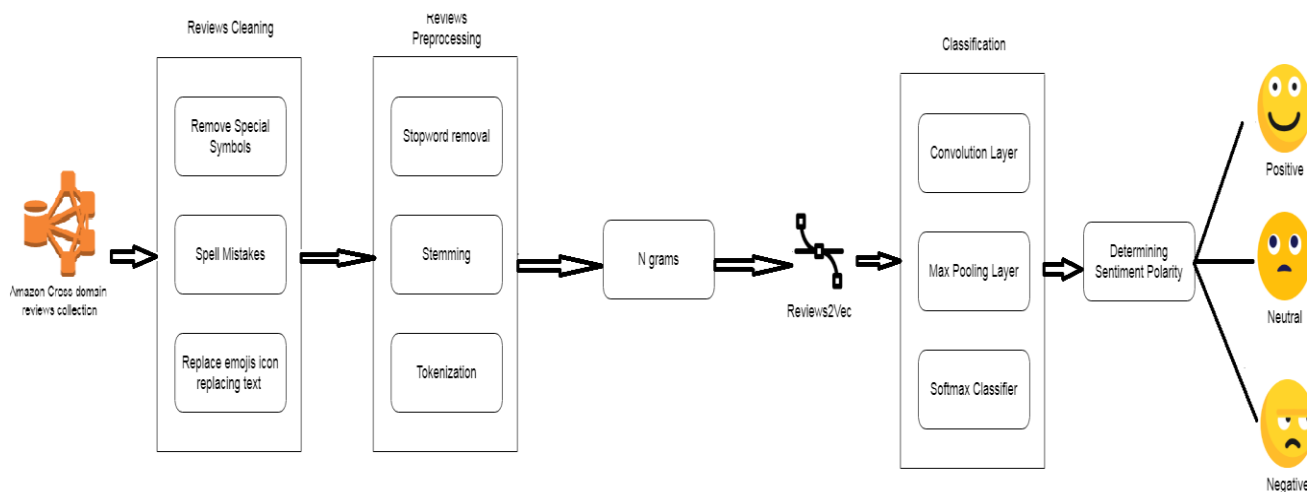 Amazon Cross domain
reviews collection
Reviews Cleaning
Remove Special
Symbols
Spell Mistakes
Replace emojis icon
replacing text
Reviews
Preprocessing
Stopword removal
Stemming
Tokenization
N grams
Reviews2Vec
Classification
Convolution Layer
Max Pooling Layer
Softmax Classifier
Determining
Sentiment Polarity
Positive
Neutral
Negative